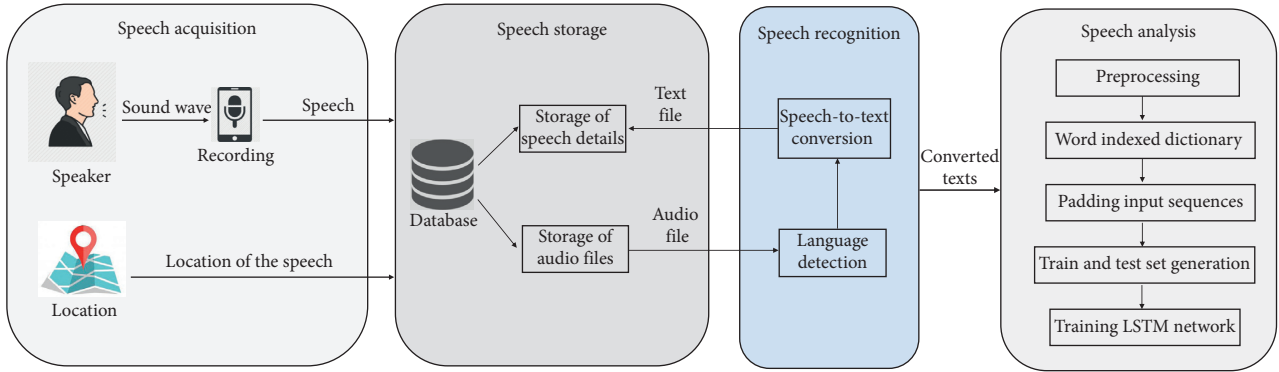 Speech acquisition
Sound wave
Speech
Recording
Speaker
Location of the speech
Location
Speech storage
Storage of
speech details
Database
Storage of
audio files
Text
file
Audio
file
Speech recognition
Speech-to-text
conversion
Language
detection
Converted
texts
Speech analysis
Preprocessing
Word indexed dictionary
Padding input sequences
Train and test set generation
Training LSTM network